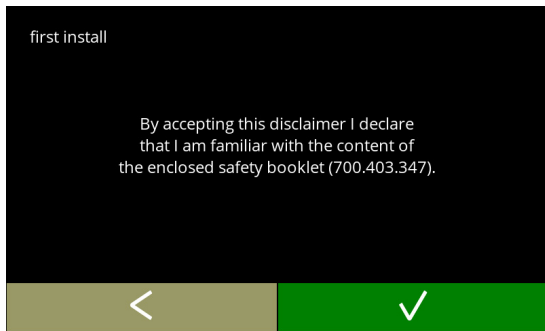 first install
By accepting this disclaimer I declare
that I am familiar with the content of
the enclosed safety booklet (700.403.347).